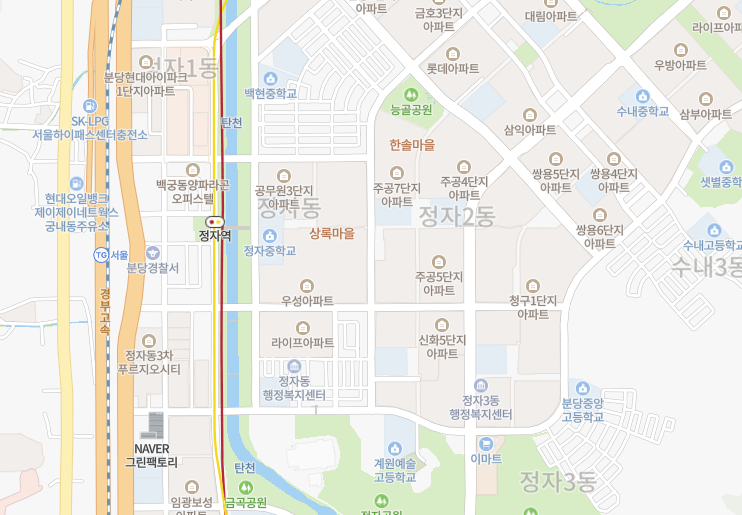 아파트
금호3단지
아파트
대림아파트
라이프아파트
정자1동
분당현대아이파크
1단지아파트
롯데아파트
우방아파트
백현중학교
능골공원
수내중학교
삼부아파트
SK-LPG
서울하이패스센터충전소
탄천
삼익아파트
한솔마을
백궁동양파라곤
오피스텔
공무원3단지
아파트
주공7단지
아파트
주공4단지
아파트
쌍용5단지
아파트
쌍용4단지
아파트
샛별중학교
현대오일뱅크
제이제이네트웍스
궁내동주유소
정자동
정자2동
정자역
상록마을
쌍용6단지
아파트
정자중학교
수내고등학교
TG 서울
분당경찰서
수내3동
경부고속
우성아파트
주공5단지
아파트
청구1단지
아파트
라이프아파트
신화5단지
아파트
정자동3차
푸르지오시티
정자동
행정복지센터
정자3동
행정복지센터
분당중앙
고등학교
NAVER
그린팩토리
탄천
계원예술
고등학교
이마트
정자3동
임광보성
아파트
금곡공원
정자공원